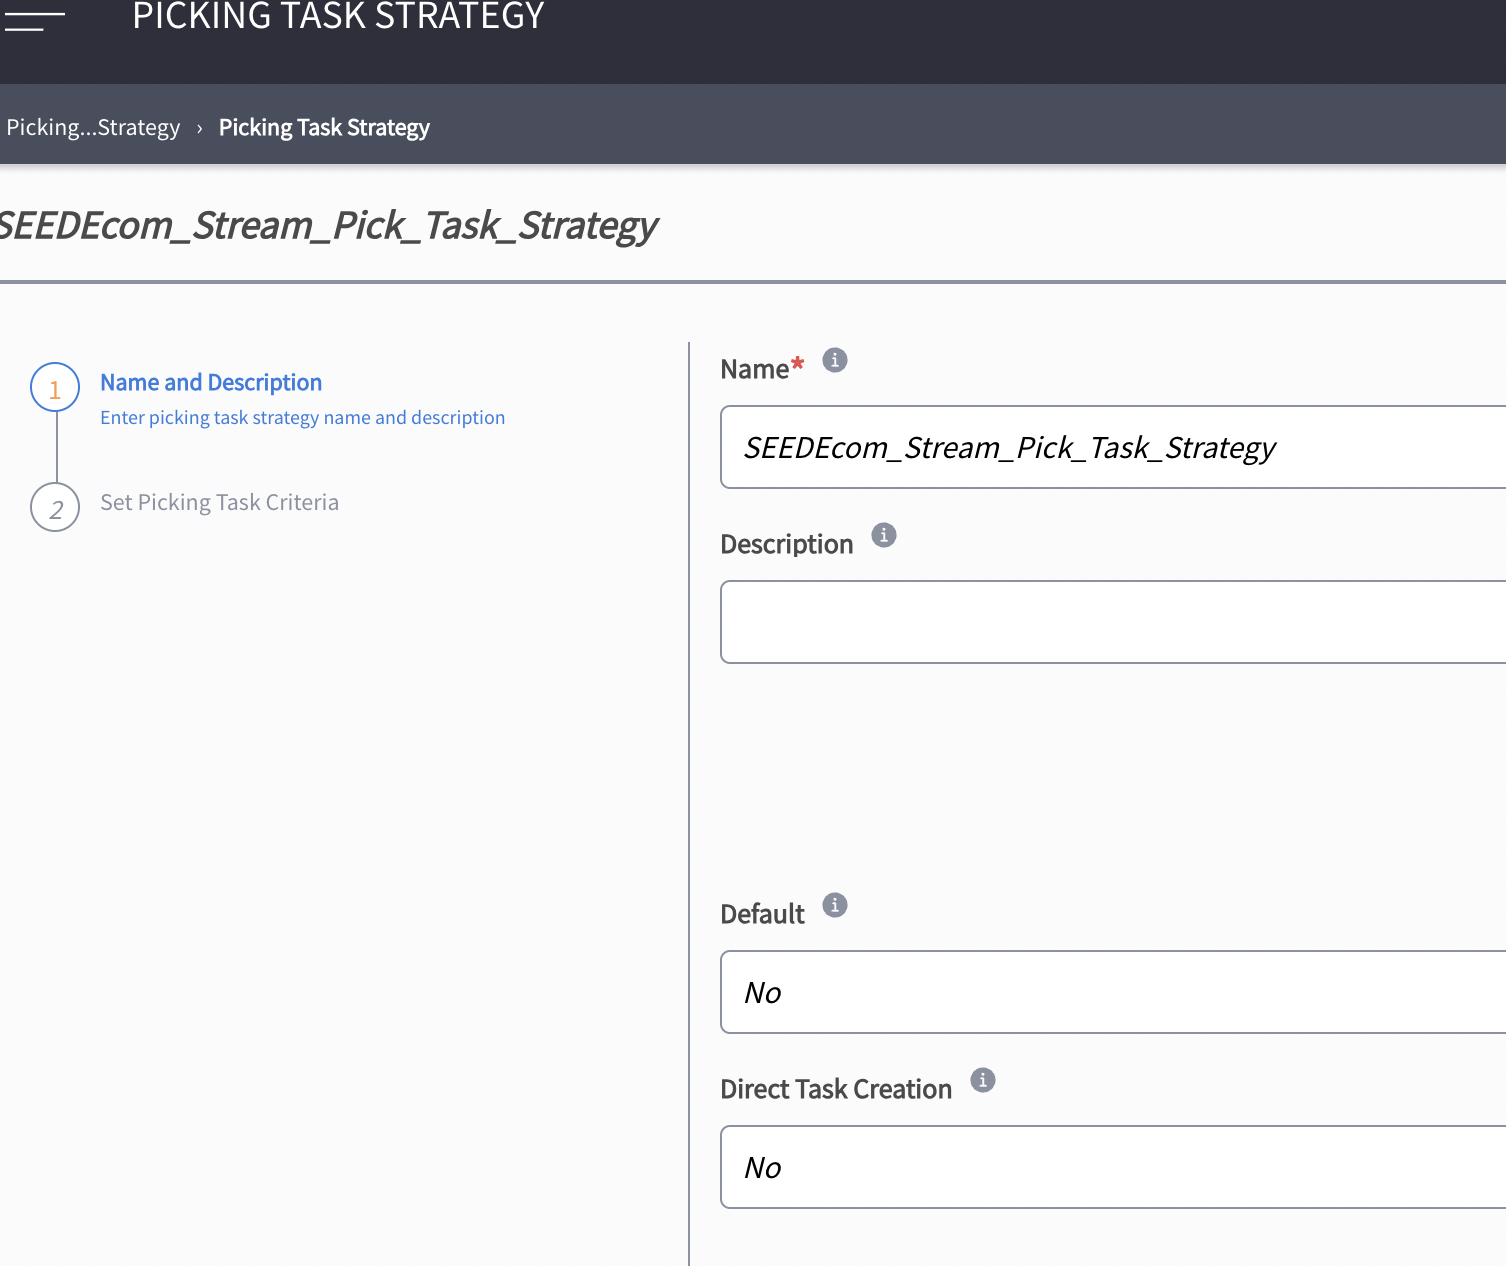 PICKING TASK STRATEGY
Picking...Strategy › Picking Task Strategy
SEEDEcom_Stream_Pick_Task_Strategy
1 Name and Description
Enter picking task strategy name and description
2 Set Picking Task Criteria
Name*
SEEDEcom_Stream_Pick_Task_Strategy
Description
Default
No
Direct Task Creation
No